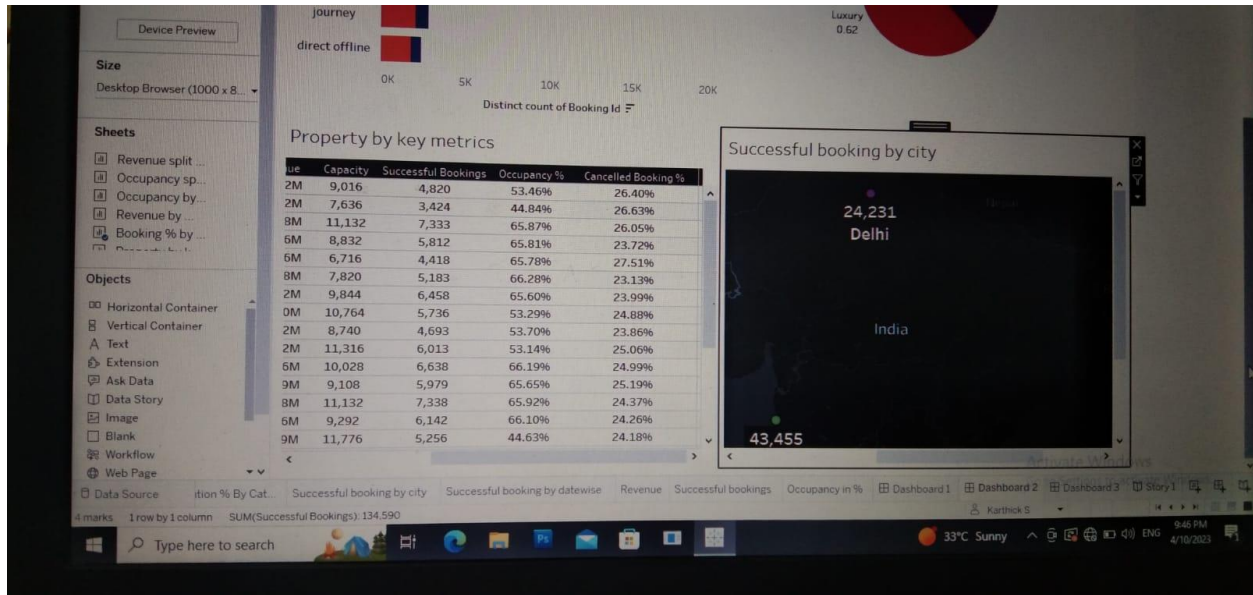 Device Preview
Size
Desktop Browser (1000 x 8...
Sheets
Revenue split ...
Occupancy sp...
Occupancy by...
Revenue by ...
Booking % by ...
Objects
Horizontal Container
Vertical Container
Text
Extension
Ask Data
Data Story
Image
Blank
Workflow
Web Page
journey
direct offline
0K 5K 10K 15K 20K
Distinct count of Booking Id
Luxury
0.62
Property by key metrics
ue Capacity Successful Bookings Occupancy % Cancelled Booking %
2M 9,016 4,820 53.46% 26.40%
2M 7,636 3,424 44.84% 26.63%
8M 11,132 7,333 65.87% 26.05%
6M 8,832 5,812 65.81% 23.72%
6M 6,716 4,418 65.78% 27.51%
8M 7,820 5,183 66.28% 23.13%
2M 9,844 6,458 65.60% 23.99%
0M 10,764 5,736 53.29% 24.88%
2M 8,740 4,693 53.70% 23.86%
2M 11,316 6,013 53.14% 25.06%
6M 10,028 6,638 66.19% 24.99%
9M 9,108 5,979 65.65% 25.19%
8M 11,132 7,338 65.92% 24.37%
6M 9,292 6,142 66.10% 24.26%
9M 11,776 5,256 44.63% 24.18%
Successful booking by city
24,231
Delhi
Nepal
India
43,455
Activate Windows
Data Source ition % By Cat... Successful booking by city Successful booking by datewise Revenue Successful bookings Occupancy in % Dashboard 1 Dashboard 2 Dashboard 3 Story 1
4 marks 1 row by 1 column SUM(Successful Bookings): 134,590
Karthick S
Type here to search
Ps
33°C Sunny
ENG
9:46 PM
4/10/2023